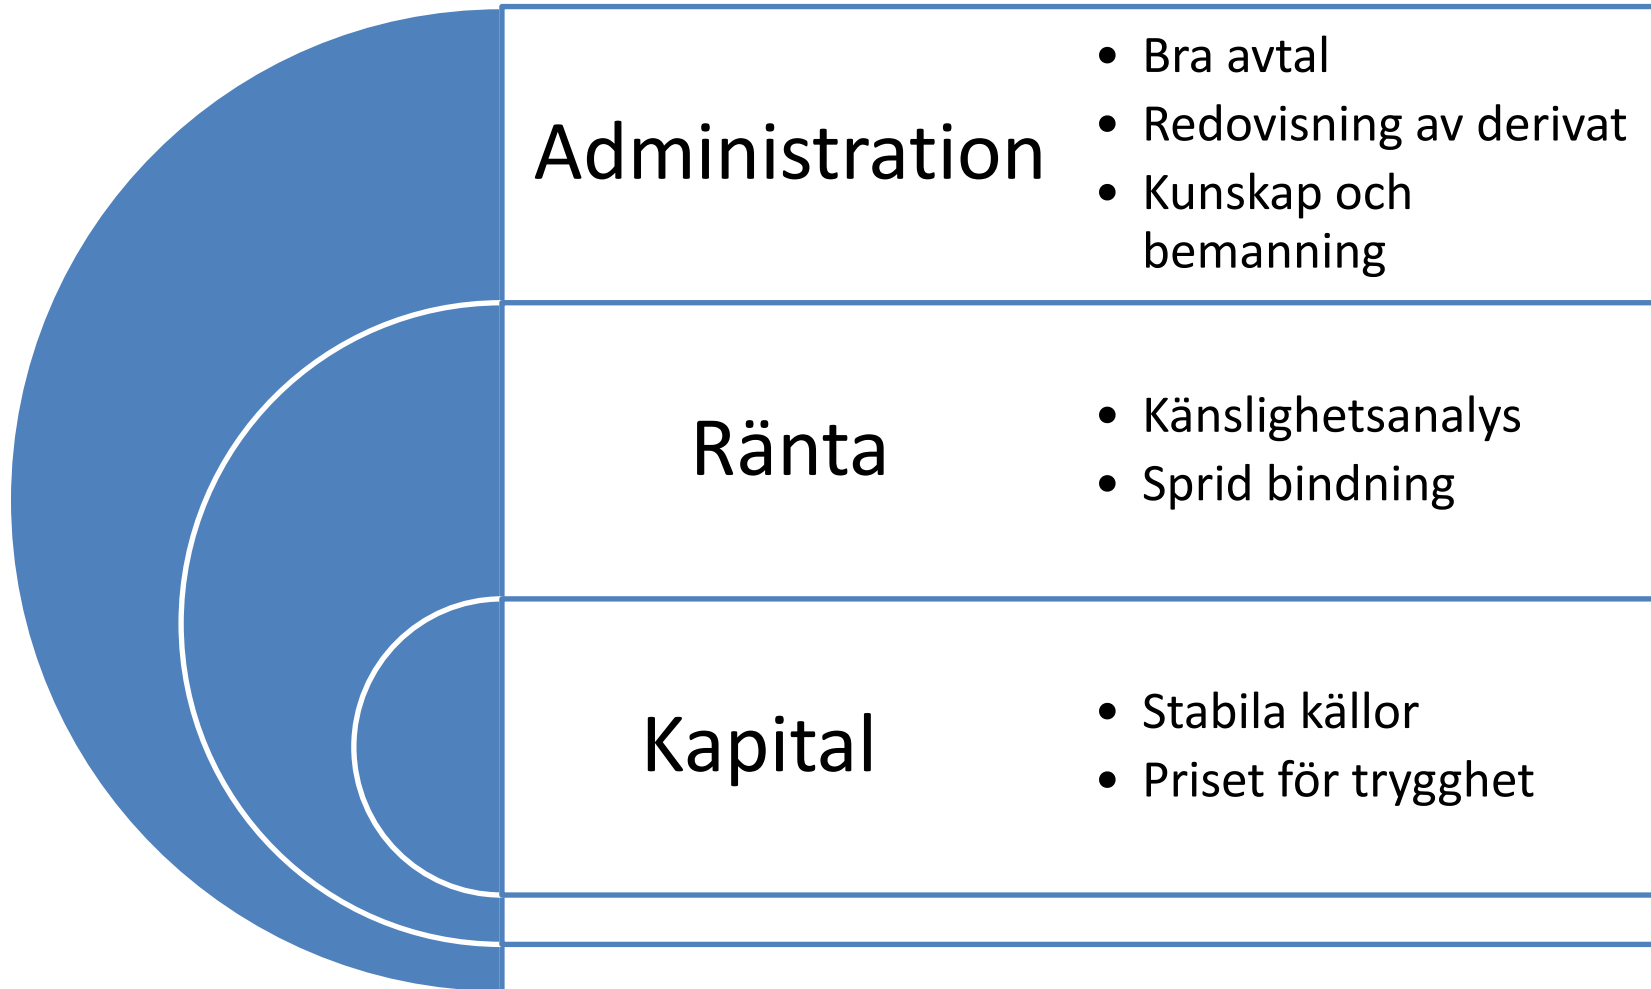 Administration
• Bra avtal
• Redovisning av derivat
• Kunskap och
bemanning
Ränta
• Känslighetsanalys
• Sprid bindning
Kapital
• Stabila källor
• Priset för trygghet